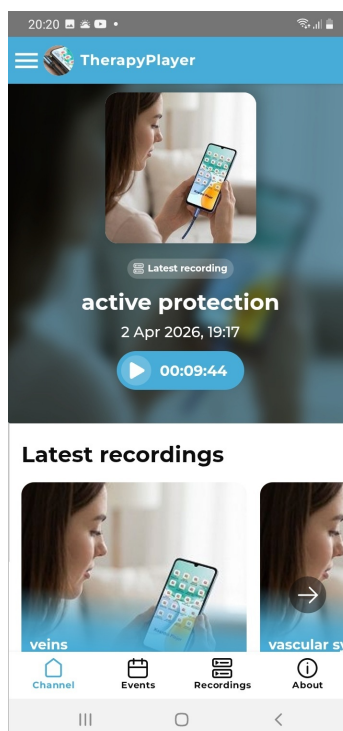 20:20
TherapyPlayer
Latest recording
active protection
2 Apr 2026, 19:17
00:09:44
Latest recordings
veins
vascular sy
Channel
Events
Recordings
About